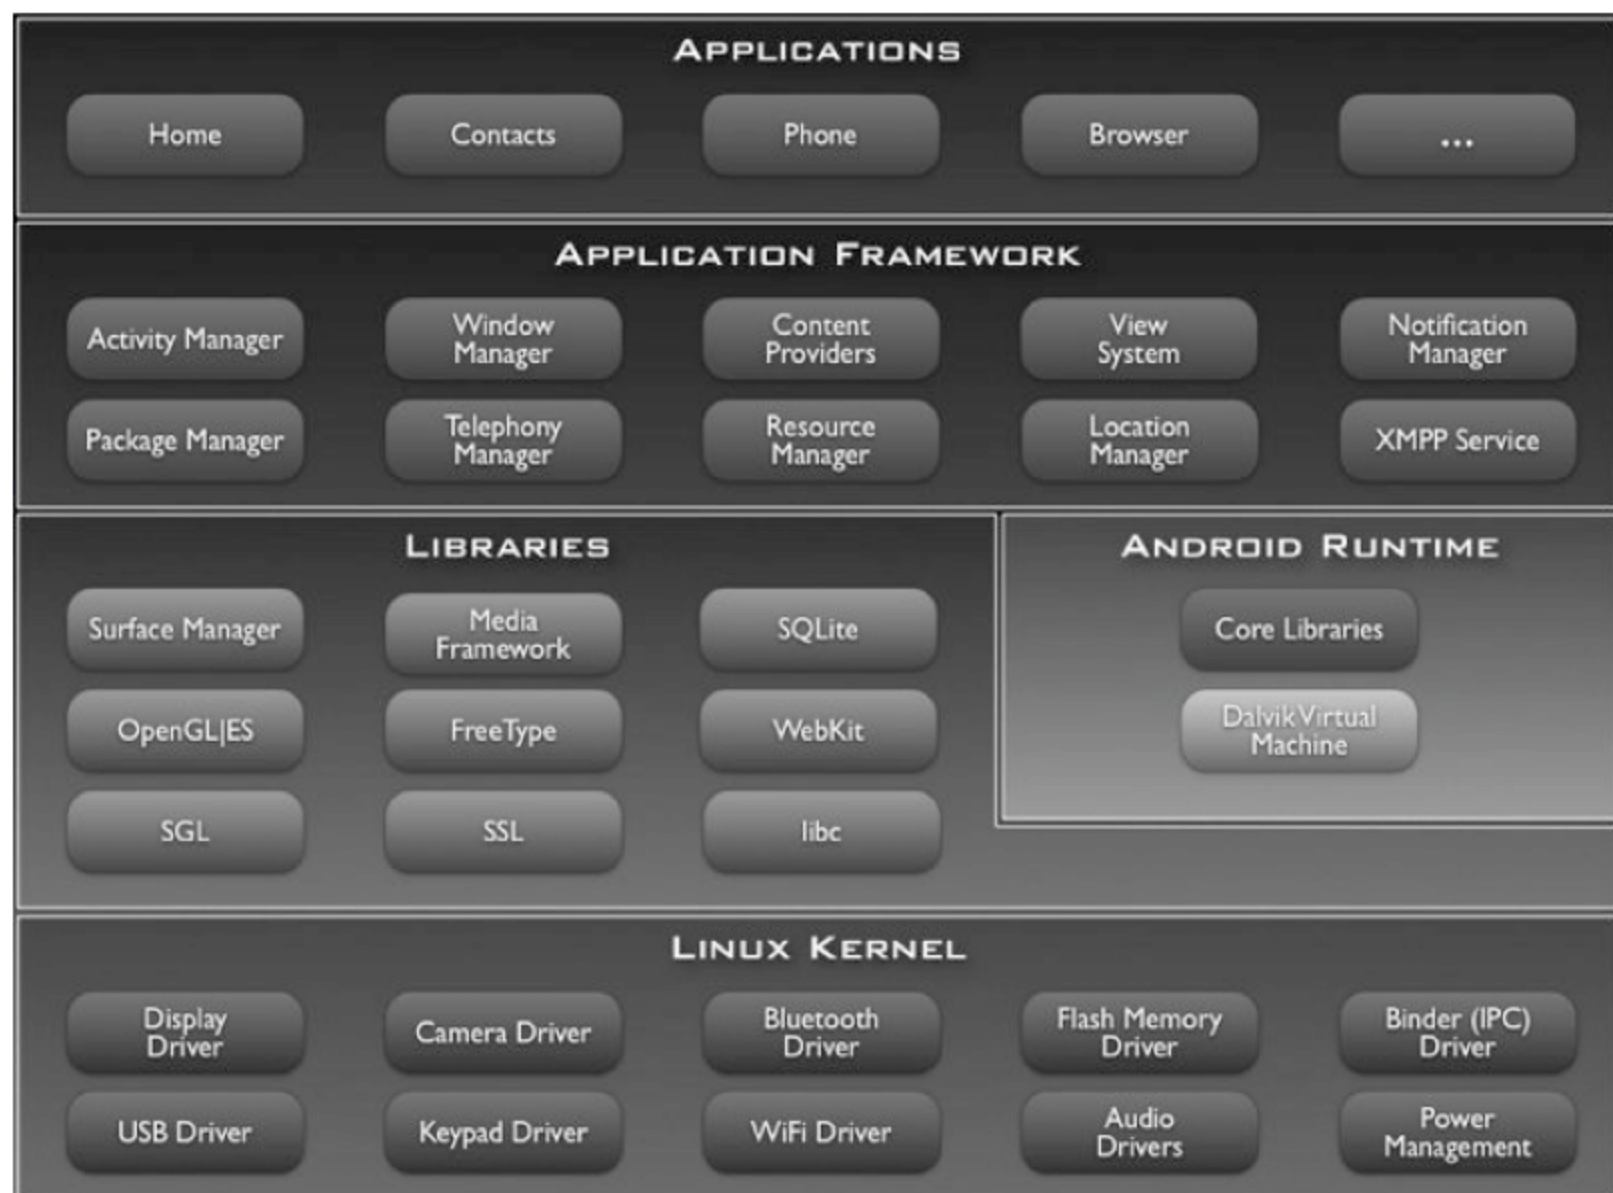 APPLICATIONS
Home
Contacts
Phone
Browser
...
APPLICATION FRAMEWORK
Activity Manager
Window
Manager
Content
Providers
View
System
Notification
Manager
Package Manager
Telephony
Manager
Resource
Manager
Location
Manager
XMPP Service
LIBRARIES
Surface Manager
Media
Framework
SQLite
OpenGL|ES
FreeType
WebKit
SGL
SSL
libc
ANDROID RUNTIME
Core Libraries
Dalvik Virtual
Machine
LINUX KERNEL
Display
Driver
Camera Driver
Bluetooth
Driver
Flash Memory
Driver
Binder (IPC)
Driver
USB Driver
Keypad Driver
WiFi Driver
Audio
Drivers
Power
Management